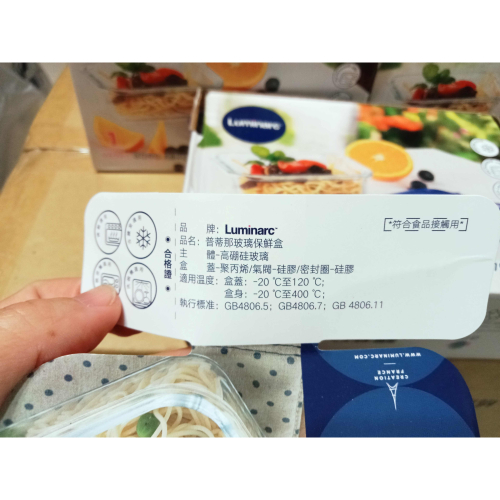 Luminarc
品 牌: Luminarc
*符合食品接觸用*
品名: 普蒂那玻璃保鮮盒
主 體-高硼硅玻璃
盒 蓋-聚丙烯/氣閥-硅膠/密封圈-硅膠
適用溫度: 盒蓋: -20 ℃至120 ℃;
盒身: -20 ℃至400 ℃;
執行標准: GB4806.5; GB4806.7; GB 4806.11
合格證
WWW.LUMINARC.COM
CREATION
FRANCE